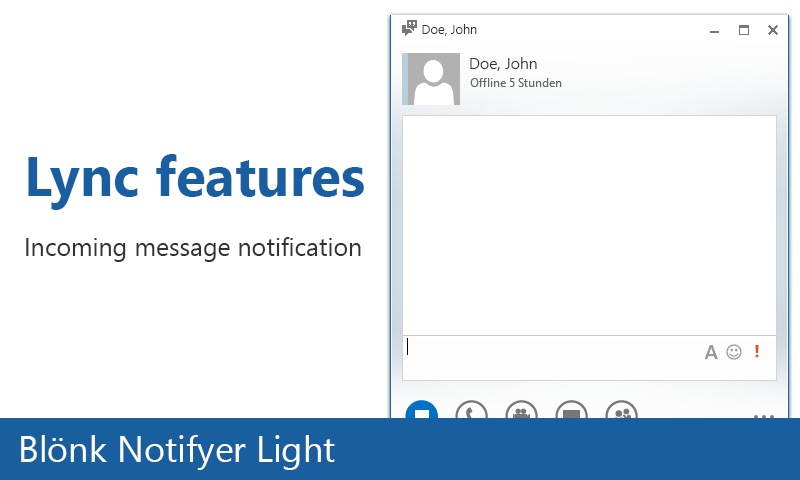 Doe, John
Doe, John
Offline 5 Stunden
Lync features
Incoming message notification
A ☺ !
Blönk Notifyer Light